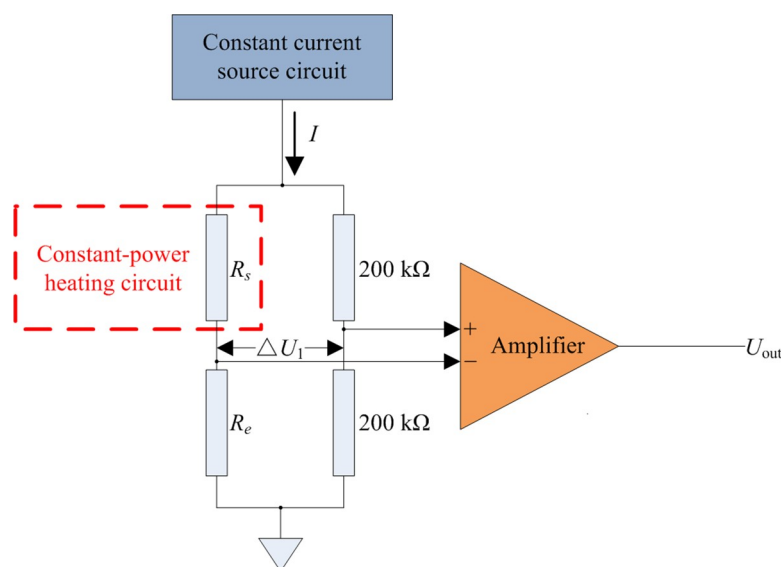 Constant current
source circuit
I
Constant-power
heating circuit
Rs
200 kΩ
△U1
+
−
Amplifier
Uout
Re
200 kΩ